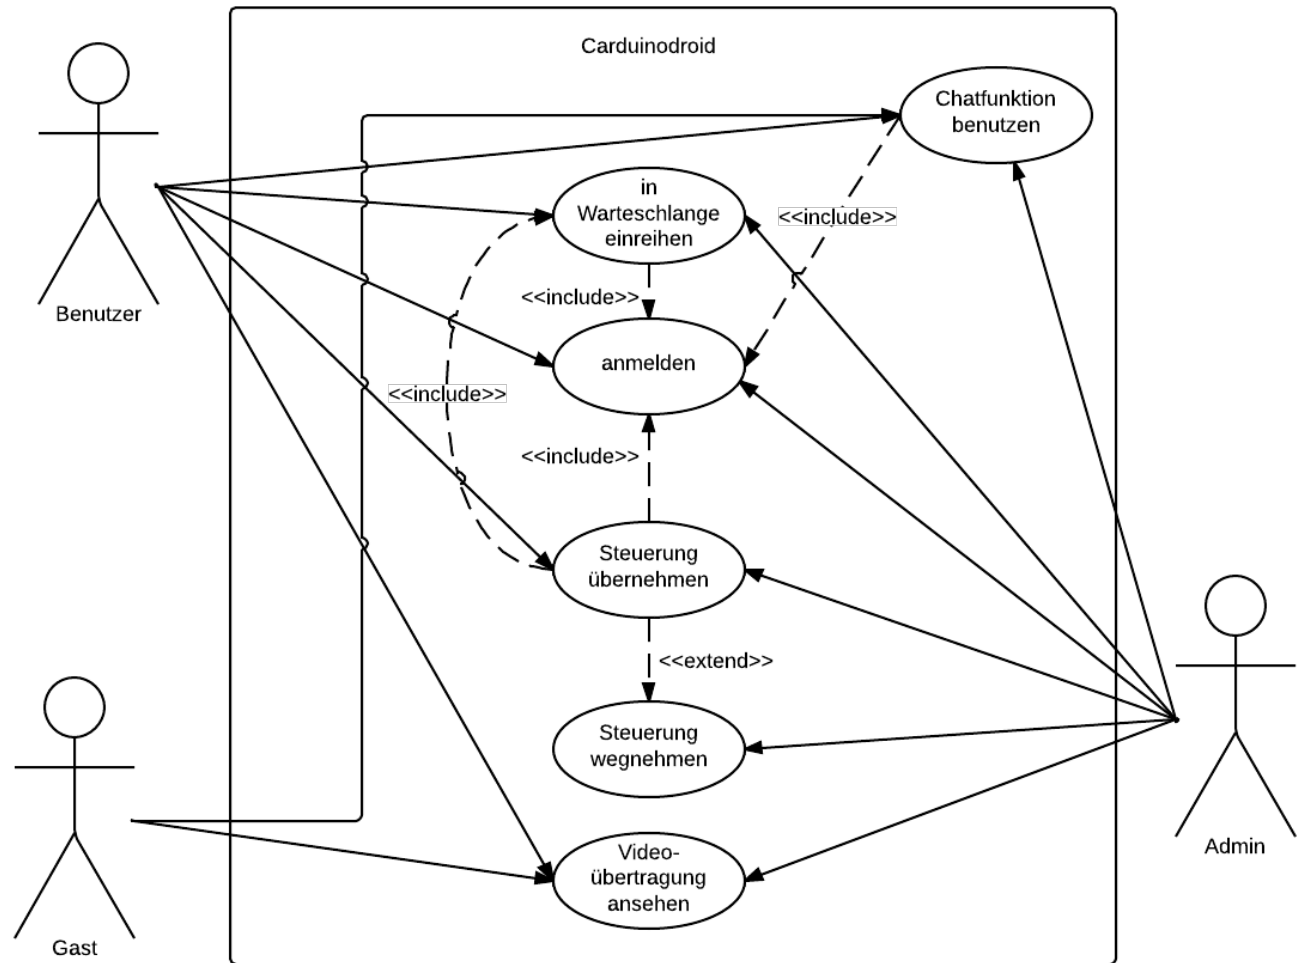 Carduinodroid
Chatfunktion
benutzen
in
Warteschlange
einreihen
<<include>>
<<include>>
Benutzer
anmelden
<<include>>
<<include>>
Steuerung
übernehmen
<<extend>>
Steuerung
wegnehmen
Video-
übertragung
ansehen
Admin
Gast